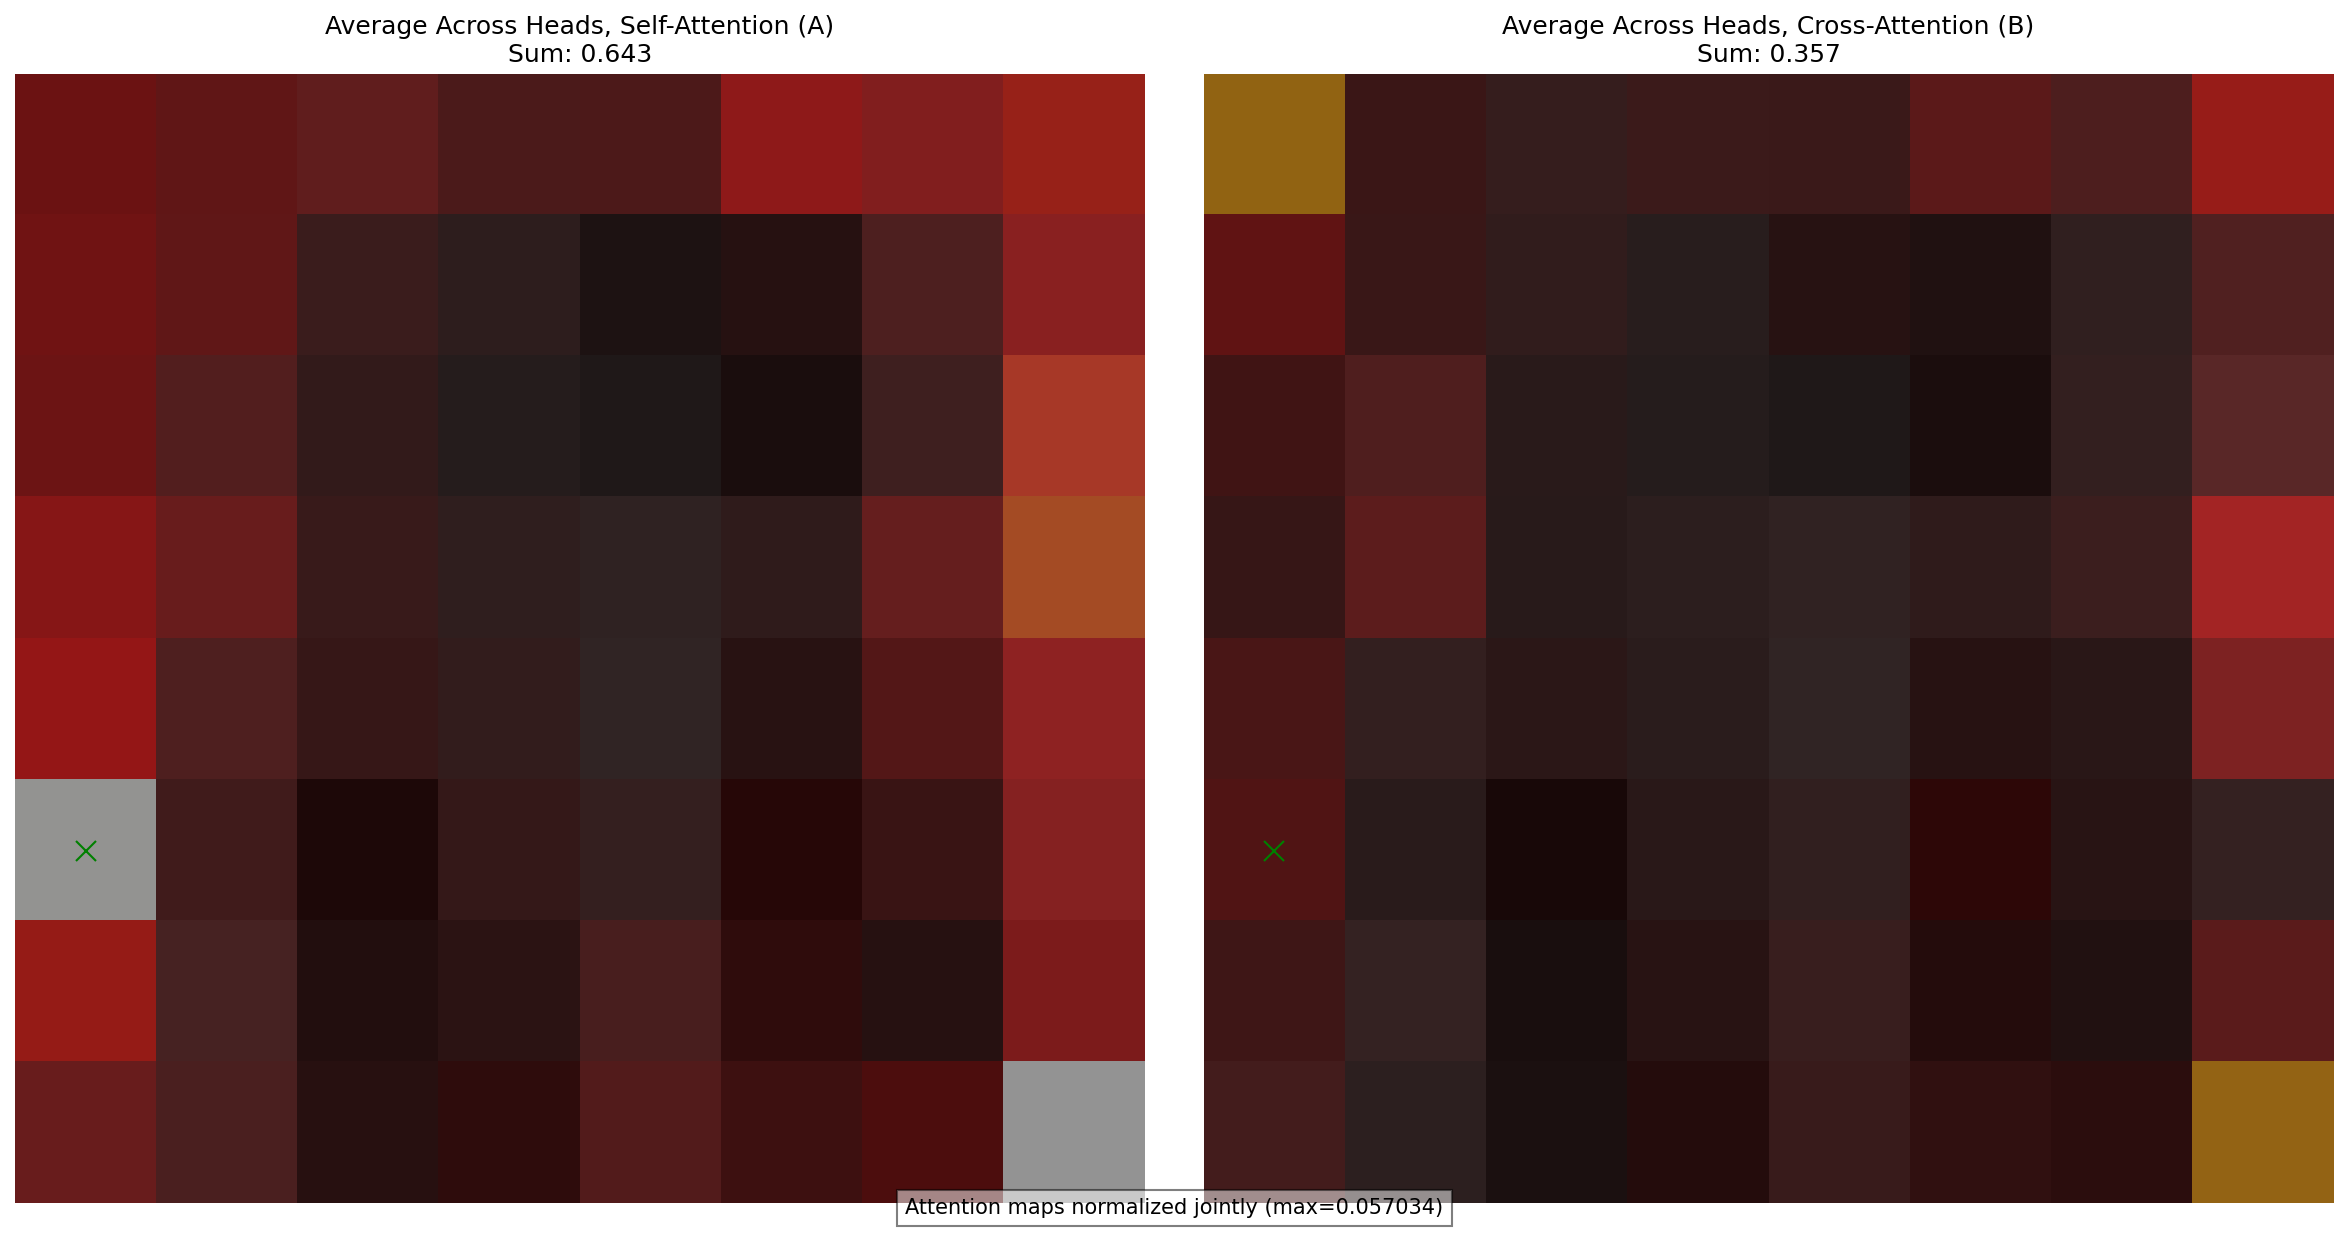 Average Across Heads, Self-Attention (A)
Sum: 0.643
Average Across Heads, Cross-Attention (B)
Sum: 0.357
Attention maps normalized jointly (max=0.057034)